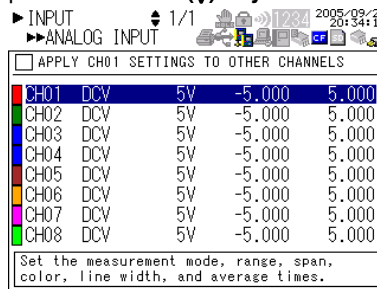 INPUT 1/1 1234 2005/09/2
ANALOG INPUT 20:34:1
CF SD
APPLY CH01 SETTINGS TO OTHER CHANNELS
CH01 DCV 5V -5.000 5.000
CH02 DCV 5V -5.000 5.000
CH03 DCV 5V -5.000 5.000
CH04 DCV 5V -5.000 5.000
CH05 DCV 5V -5.000 5.000
CH06 DCV 5V -5.000 5.000
CH07 DCV 5V -5.000 5.000
CH08 DCV 5V -5.000 5.000
Set the measurement mode, range, span,
color, line width, and average times.